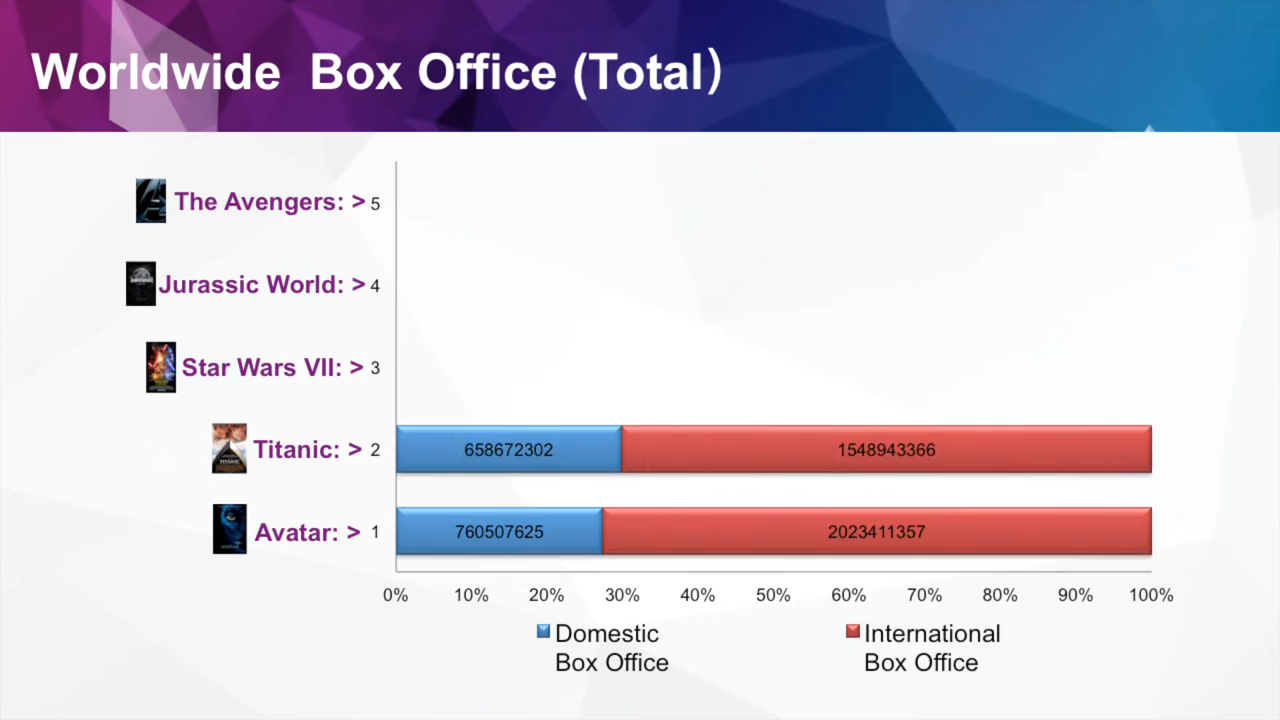 Worldwide  Box Office (Total)
The Avengers: > 5
Jurassic World: > 4
Star Wars VII: > 3
Titanic: > 2 658672302 1548943366
Avatar: > 1 760507625 2023411357
0% 10% 20% 30% 40% 50% 60% 70% 80% 90% 100%
Domestic International
Box Office Box Office